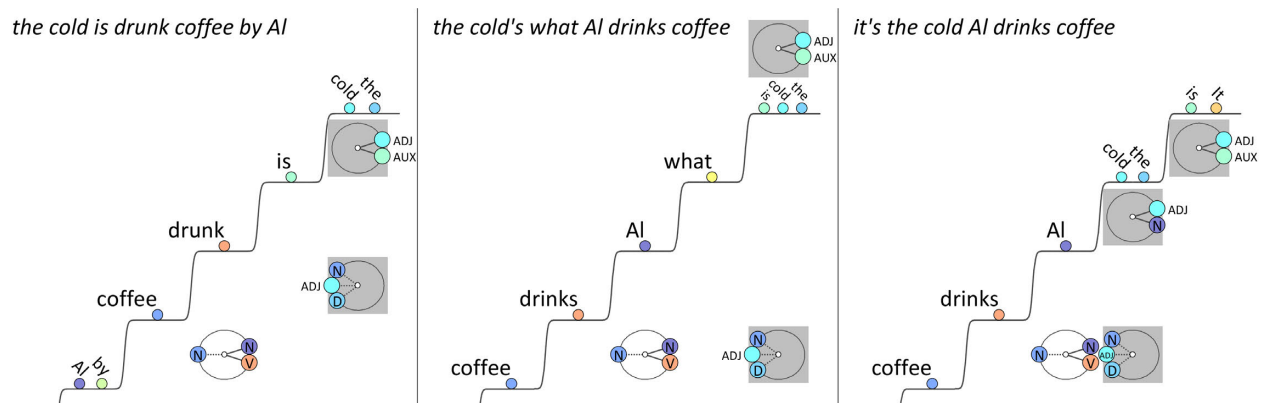 the cold is drunk coffee by Al
cold the
ADJ
AUX
is
drunk
N
ADJ
D
coffee
N
N
V
Al by
the cold's what Al drinks coffee
ADJ
AUX
is cold the
what
Al
drinks
N
N
V
N
ADJ
D
coffee
it's the cold Al drinks coffee
is It
ADJ
AUX
cold the
ADJ
N
Al
drinks
N
N
V
N
ADJ
D
coffee